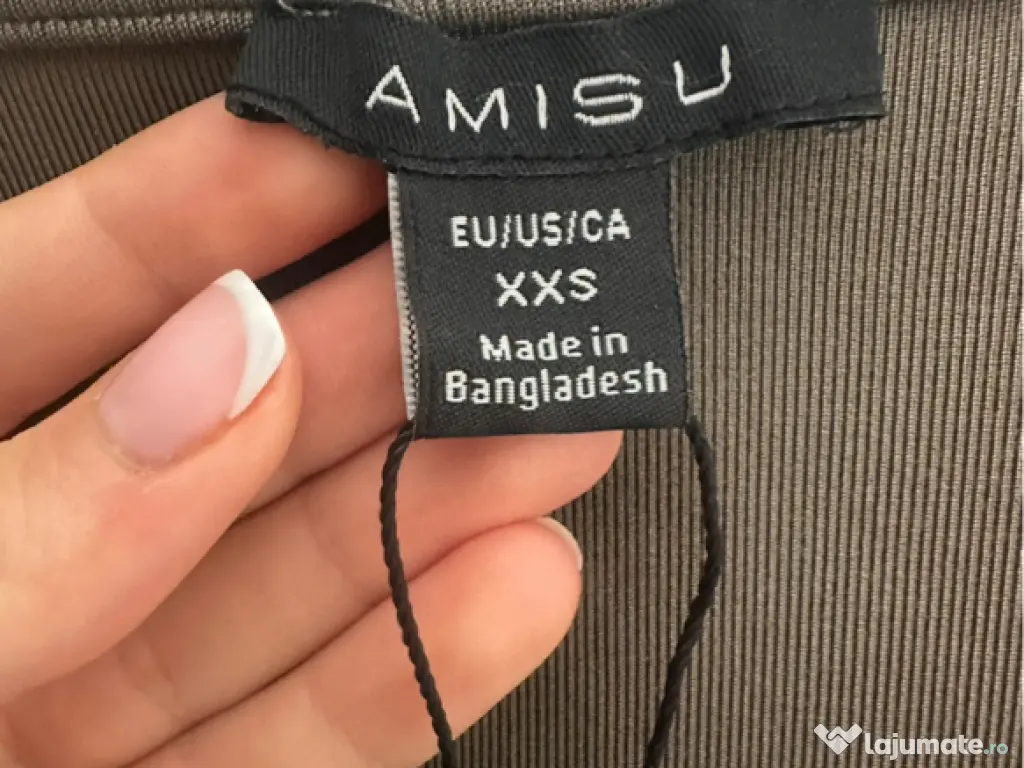 AMISU
EU/US/CA
XXS
Made in
Bangladesh
lajumate.ro